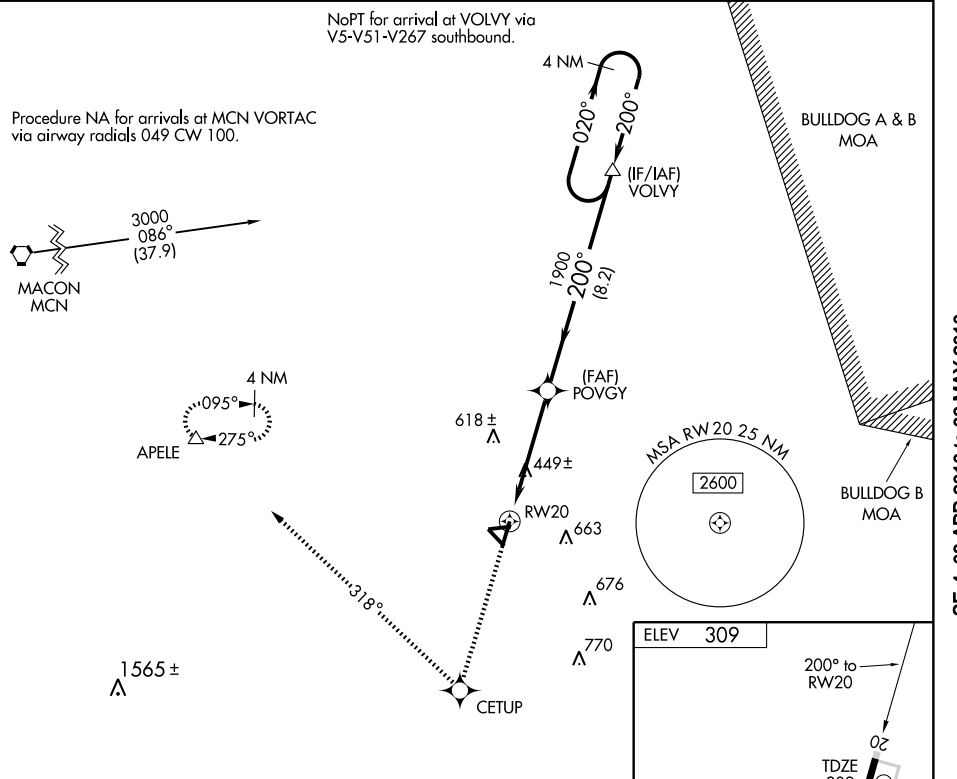 NoPT for arrival at VOLVY via
V5-V51-V267 southbound.
4 NM
020°
200°
(IF/IAF)
VOLVY
BULLDOG A & B
MOA
Procedure NA for arrivals at MCN VORTAC
via airway radials 049 CW 100.
3000
086°
(37.9)
MACON
MCN
1900
200°
(8.2)
(FAF)
POVGY
4 NM
095°
275°
APELE
618 ±
449±
MSA RW20 25 NM
2600
BULLDOG B
MOA
RW20
663
676
770
318°
1565 ±
CETUP
ELEV 309
200° to
RW20
20
TDZE